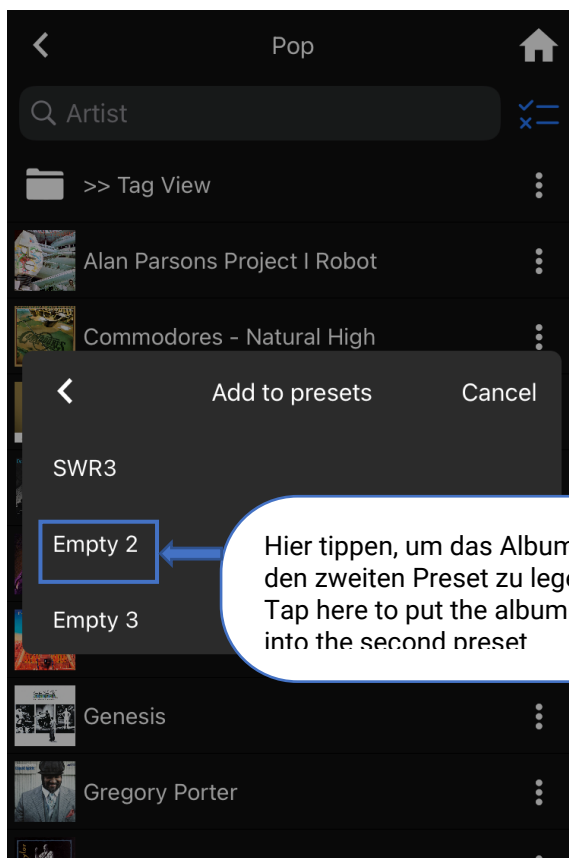 Pop
Artist
>> Tag View
Alan Parsons Project I Robot
Commodores - Natural High
Add to presets Cancel
SWR3
Empty 2
Hier tippen, um das Album
den zweiten Preset zu lege
Tap here to put the album
into the second preset
Empty 3
Genesis
Gregory Porter